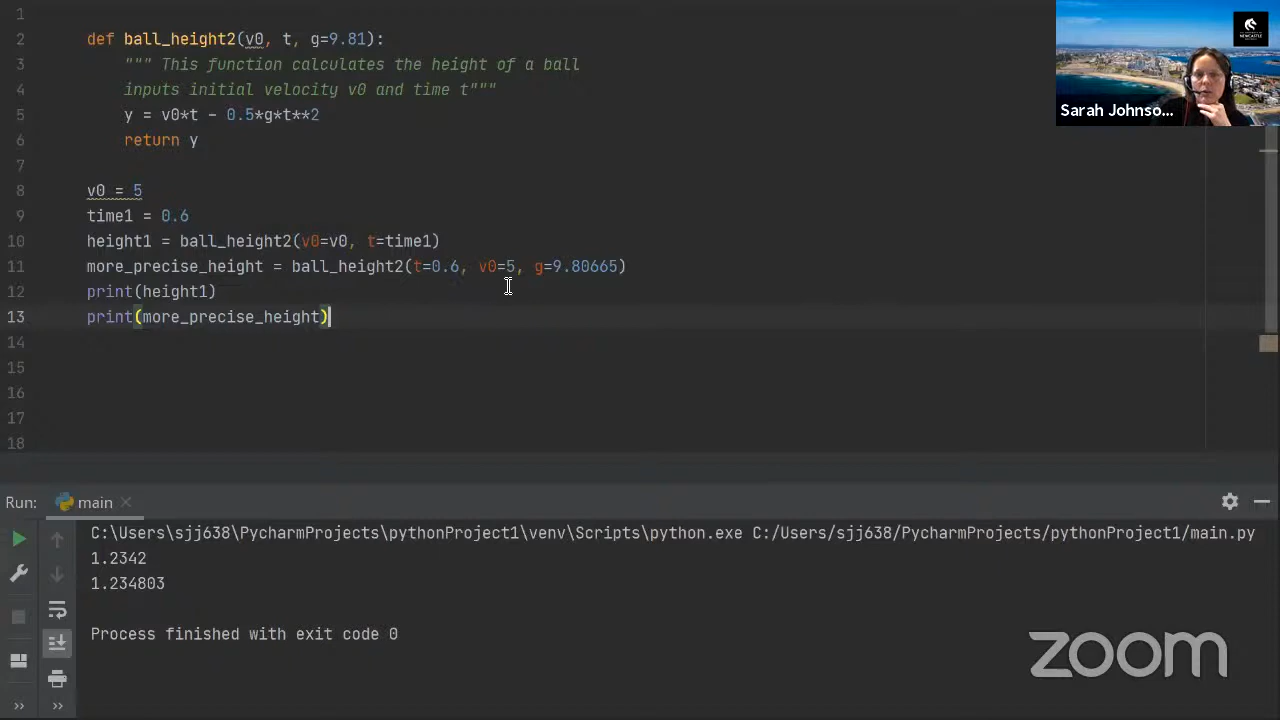 1
2 def ball_height2(v0, t, g=9.81):
3 """ This function calculates the height of a ball
4 inputs initial velocity v0 and time t"""
5 y = v0*t - 0.5*g*t**2
6 return y
7
8 v0 = 5
9 time1 = 0.6
10 height1 = ball_height2(v0=v0, t=time1)
11 more_precise_height = ball_height2(t=0.6, v0=5, g=9.80665)
12 print(height1)
13 print(more_precise_height)
14
15
16
17
18
Sarah Johnso...
NEWCASTLE
Run: main
C:\Users\sjj638\PycharmProjects\pythonProject1\venv\Scripts\python.exe C:/Users/sjj638/PycharmProjects/pythonProject1/main.py
1.2342
1.234803
Process finished with exit code 0
zoom